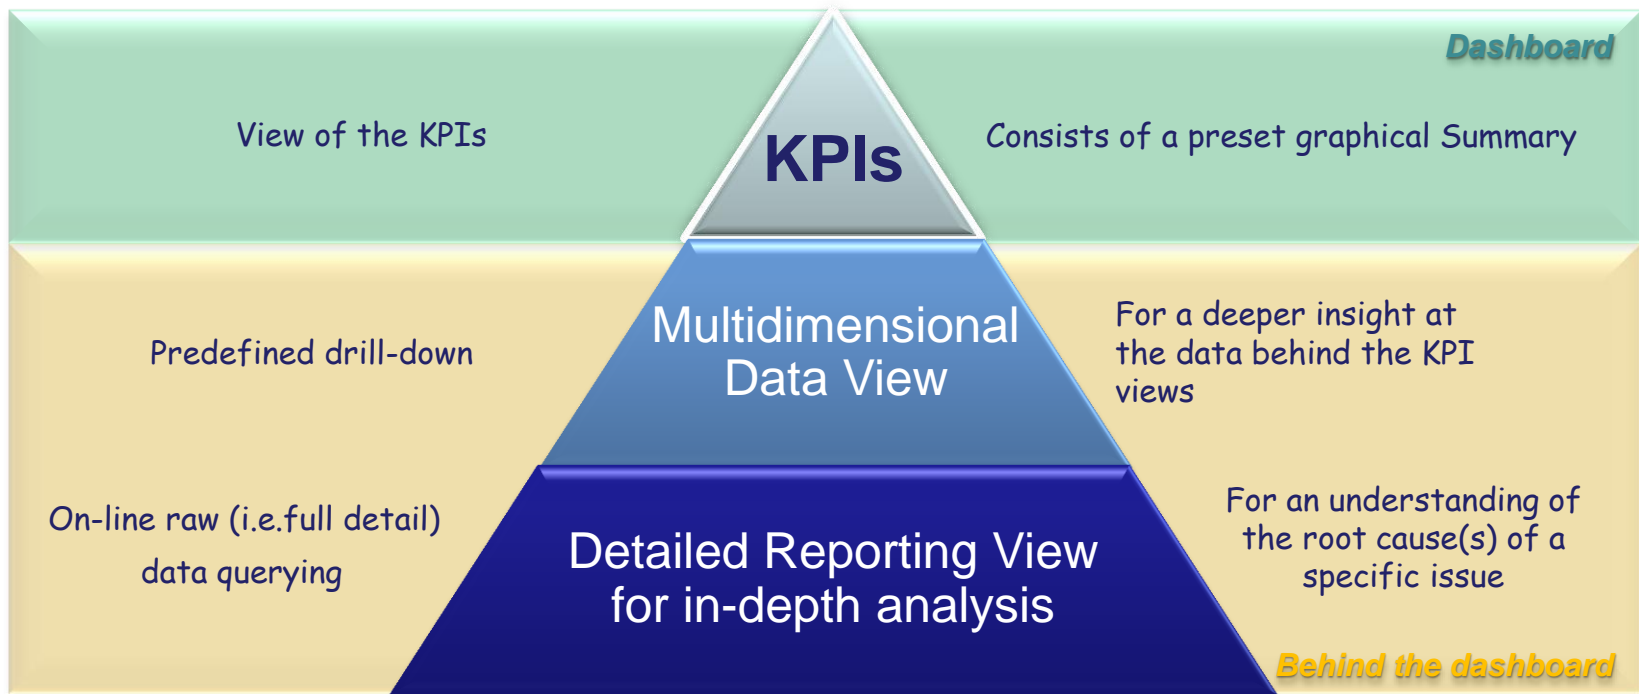 Dashboard
View of the KPIs
KPIs
Consists of a preset graphical Summary
Predefined drill-down
Multidimensional
Data View
For a deeper insight at
the data behind the KPI
views
On-line raw (i.e.full detail)
data querying
Detailed Reporting View
for in-depth analysis
For an understanding of
the root cause(s) of a
specific issue
Behind the dashboard